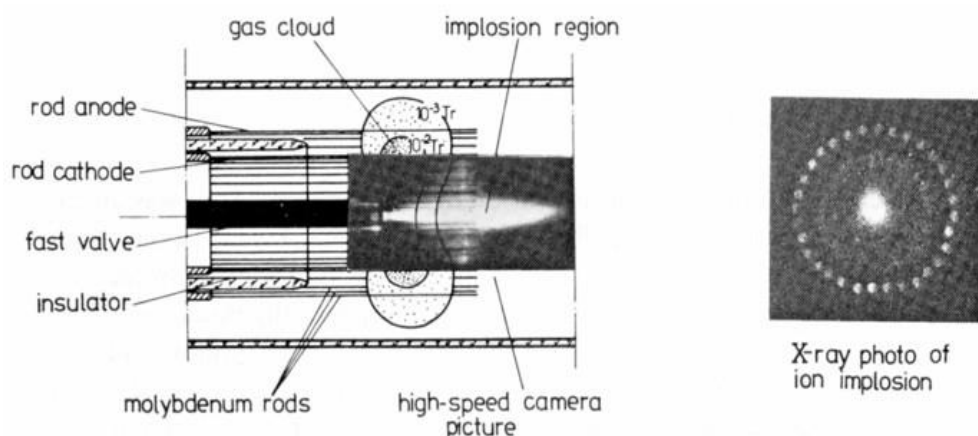 gas cloud
implosion region
rod anode
10⁻³ Tr
10⁻² Tr
rod cathode
fast valve
insulator
molybdenum rods
high-speed camera
picture
X-ray photo of
ion implosion